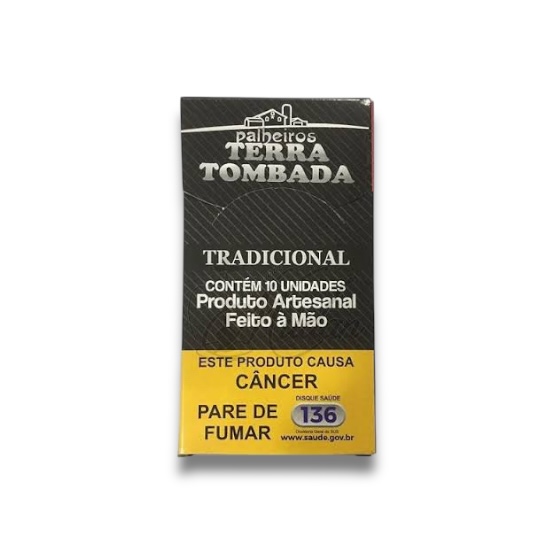 palheiros
TERRA
TOMBADA
TRADICIONAL
CONTÉM 10 UNIDADES
Produto Artesanal
Feito à Mão
ESTE PRODUTO CAUSA
CÂNCER
PARE DE
FUMAR
DISQUE SAÚDE
136
www.saude.gov.br